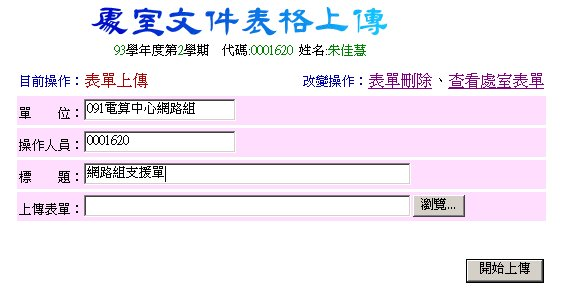 處室文件表格上傳
93學年度第2學期 代碼:0001620 姓名:朱佳慧
目前操作：表單上傳 改變操作：表單刪除、查看處室表單
單 位： 091電算中心網路組
操作人員： 0001620
標 題： 網路組支援單
上傳表單： 瀏覽...
開始上傳